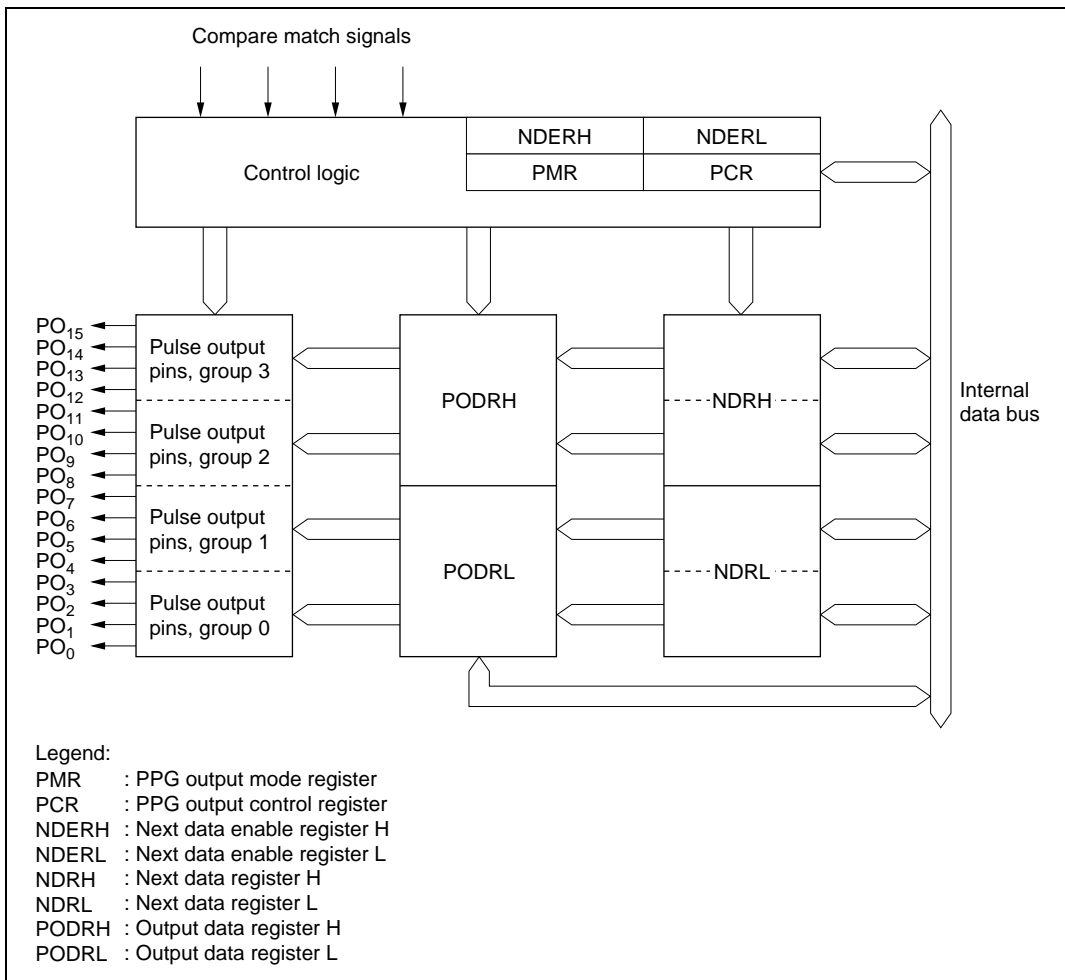 Compare match signals
NDERH NDERL
Control logic PMR PCR
PO15
PO14
PO13
PO12
PO11
PO10
PO9
PO8
PO7
PO6
PO5
PO4
PO3
PO2
PO1
PO0
Pulse output
pins, group 3
Pulse output
pins, group 2
Pulse output
pins, group 1
Pulse output
pins, group 0
PODRH
PODRL
NDRH
NDRL
Internal
data bus
Legend:
PMR : PPG output mode register
PCR : PPG output control register
NDERH : Next data enable register H
NDERL : Next data enable register L
NDRH : Next data register H
NDRL : Next data register L
PODRH : Output data register H
PODRL : Output data register L